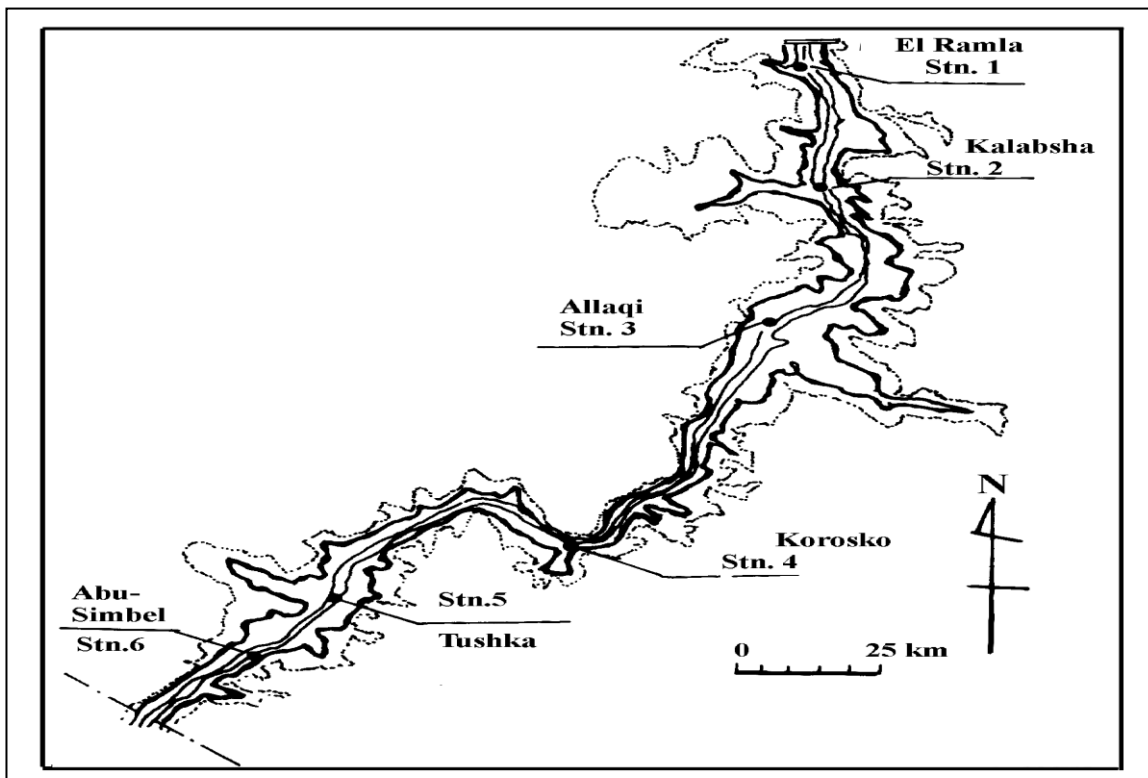 El Ramla
Stn. 1
Kalabsha
Stn. 2
Allaqi
Stn. 3
N
Korosko
Stn. 4
Abu-
Simbel
Stn.6
Stn.5
Tushka
0 25 km